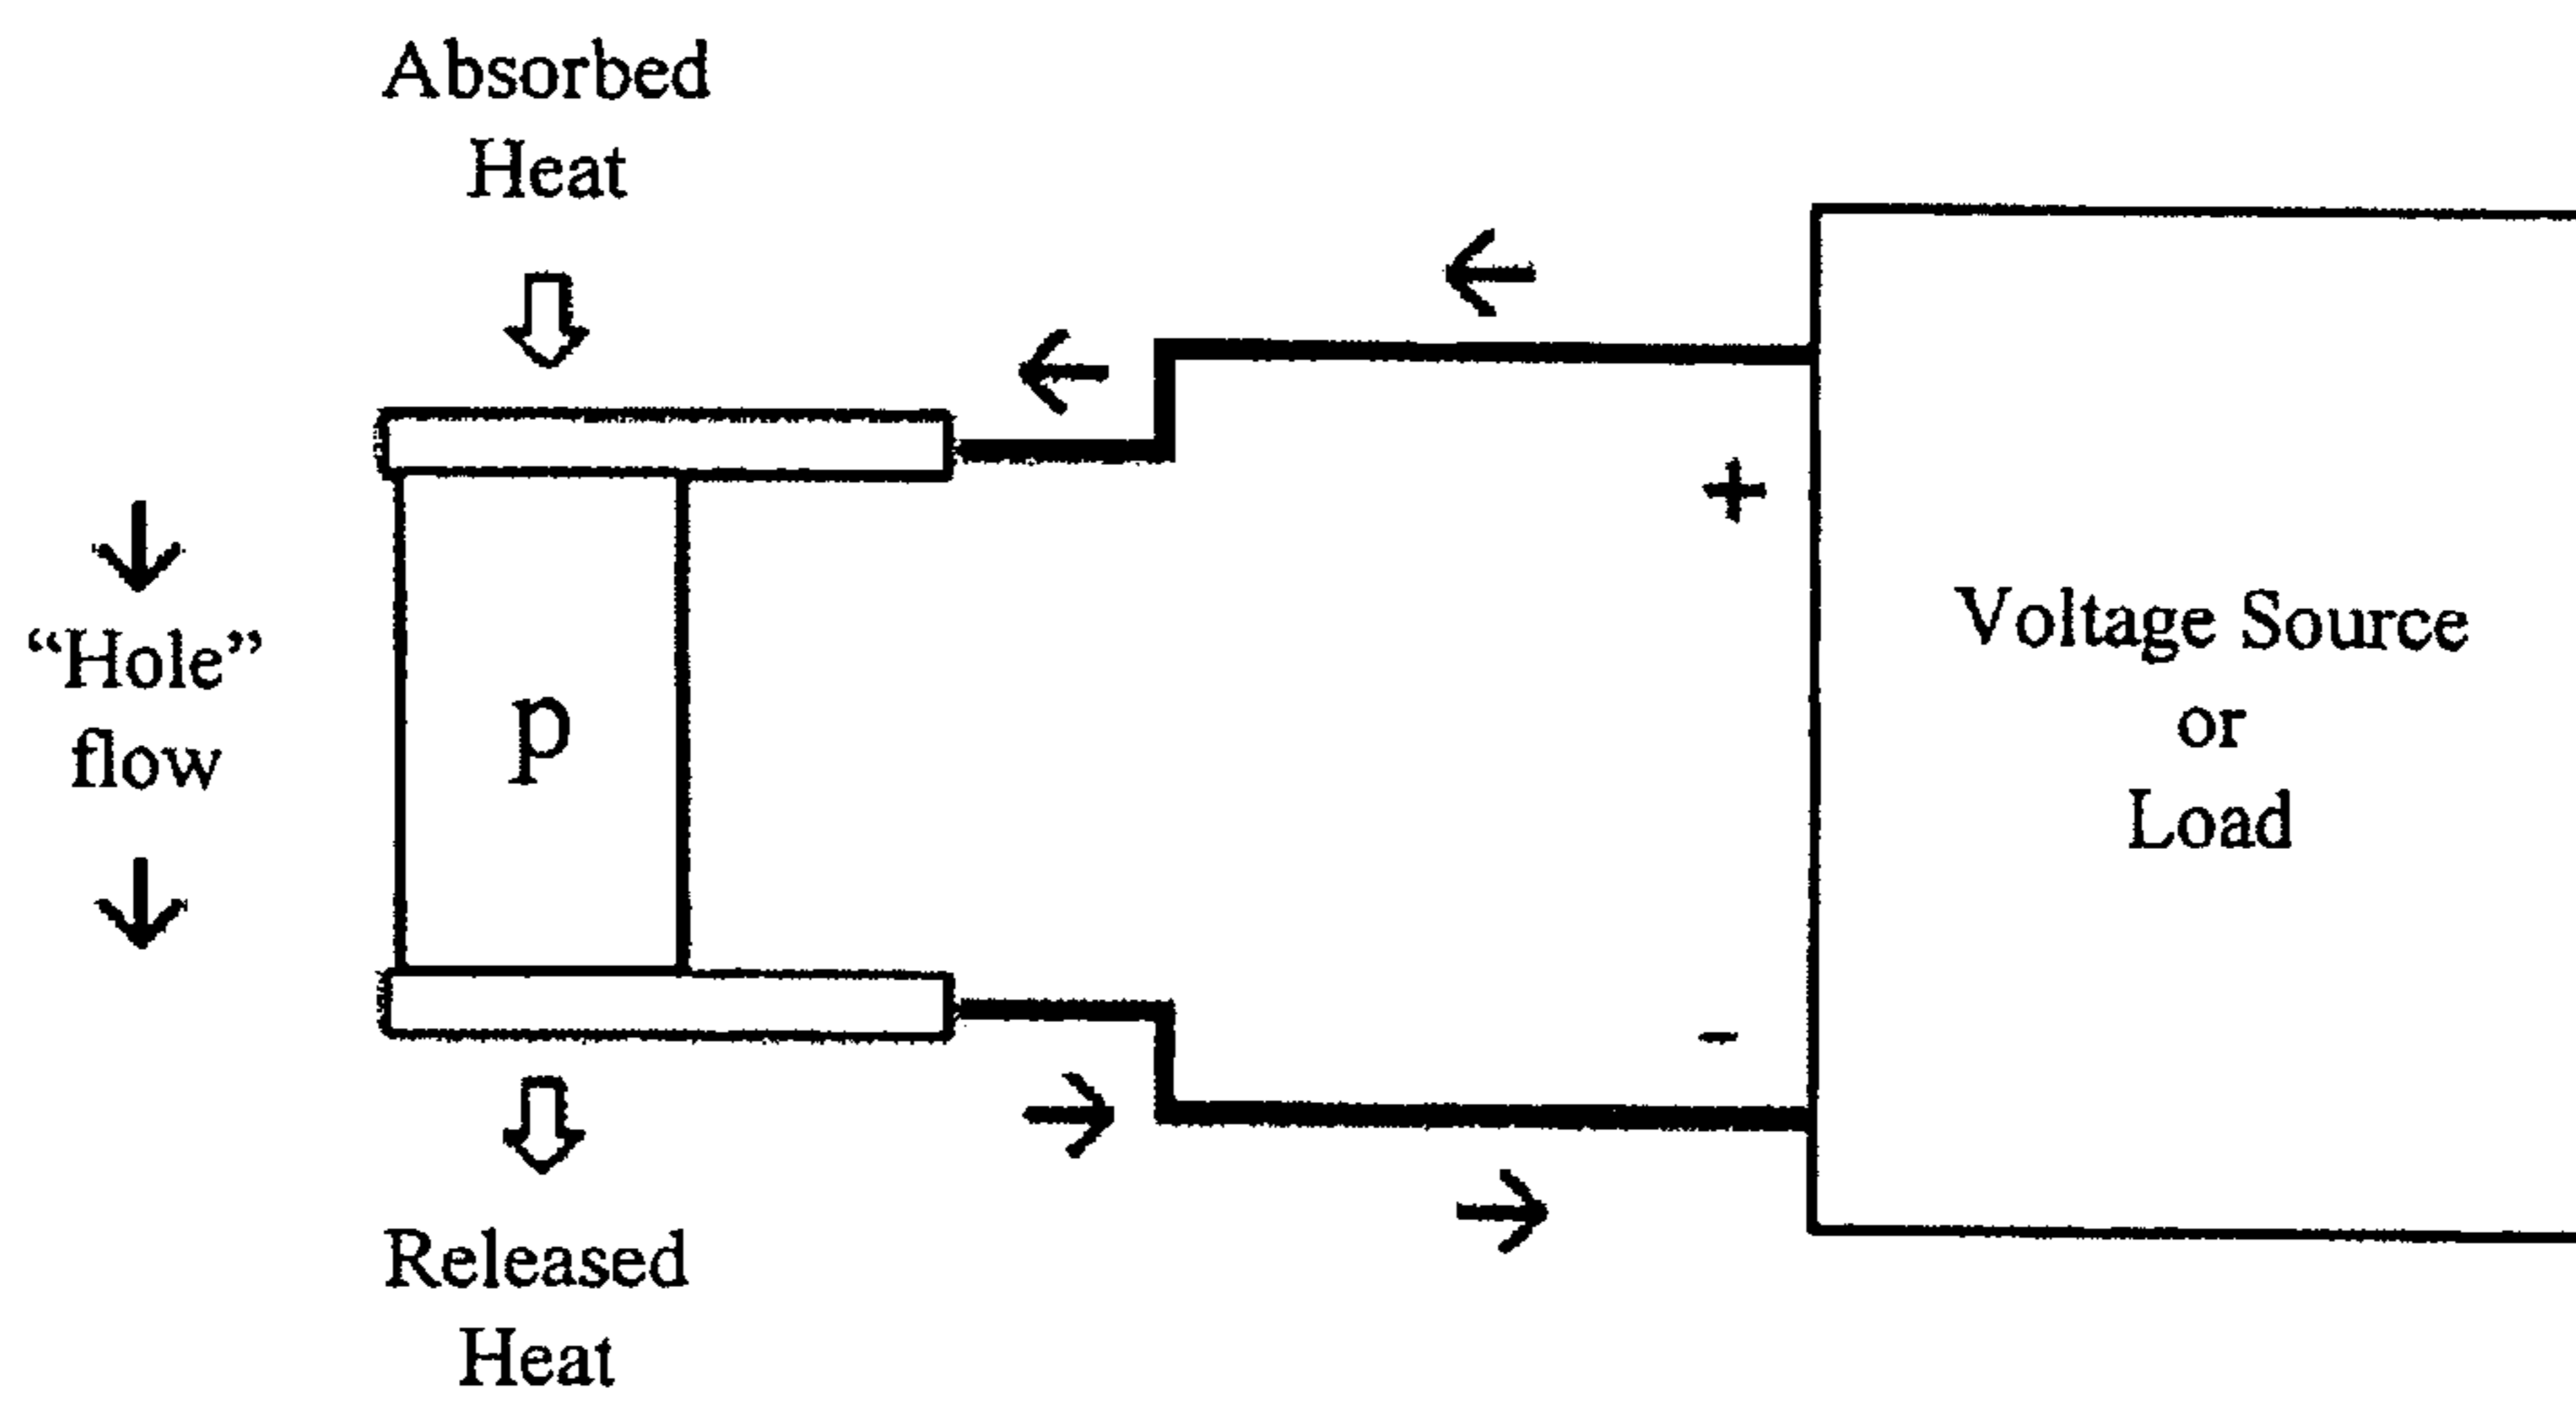 Absorbed
Heat
+
“Hole”
flow
p
Voltage Source
or
Load
-
Released
Heat